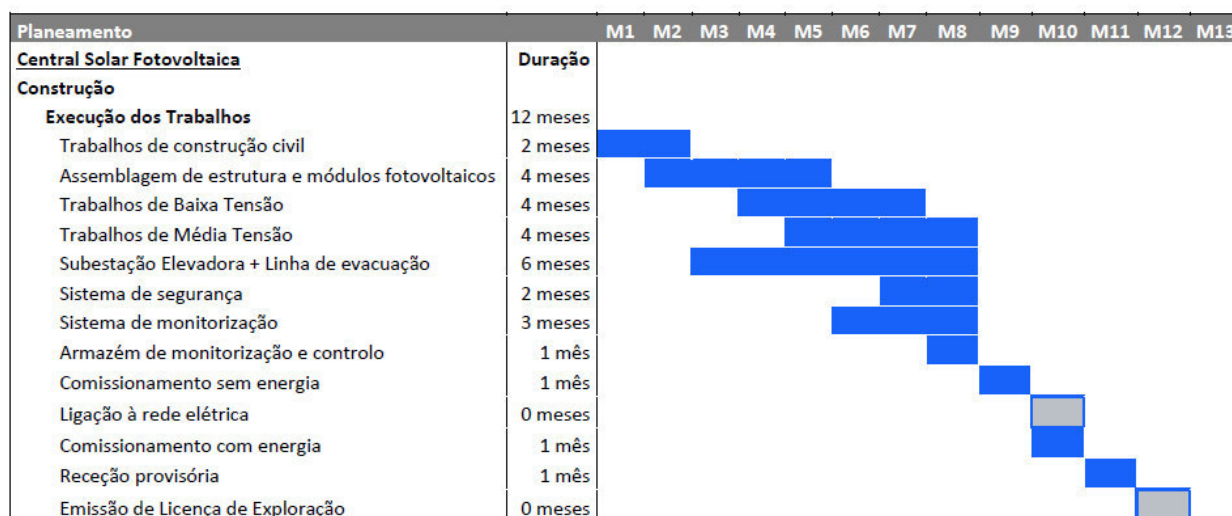 Planeamento M1 M2 M3 M4 M5 M6 M7 M8 M9 M10 M11 M12 M13
Central Solar Fotovoltaica Duração
Construção
Execução dos Trabalhos 12 meses
Trabalhos de construção civil 2 meses
Assemblagem de estrutura e módulos fotovoltaicos 4 meses
Trabalhos de Baixa Tensão 4 meses
Trabalhos de Média Tensão 4 meses
Subestação Elevadora + Linha de evacuação 6 meses
Sistema de segurança 2 meses
Sistema de monitorização 3 meses
Armazém de monitorização e controlo 1 mês
Comissionamento sem energia 1 mês
Ligação à rede elétrica 0 meses
Comissionamento com energia 1 mês
Receção provisória 1 mês
Emissão de Licença de Exploração 0 meses